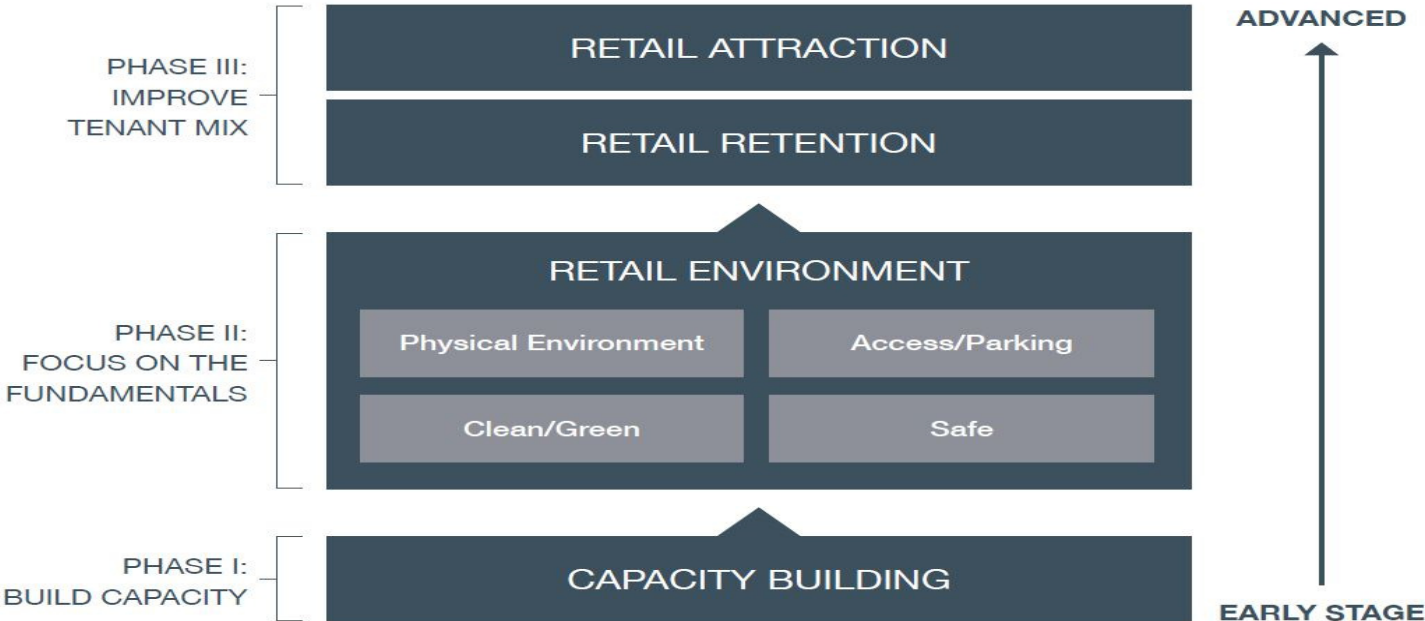 ADVANCED
RETAIL ATTRACTION
PHASE III:
IMPROVE
TENANT MIX
RETAIL RETENTION
RETAIL ENVIRONMENT
PHASE II:
FOCUS ON THE
FUNDAMENTALS
Physical Environment
Access/Parking
Clean/Green
Safe
PHASE I:
BUILD CAPACITY
CAPACITY BUILDING
EARLY STAGE